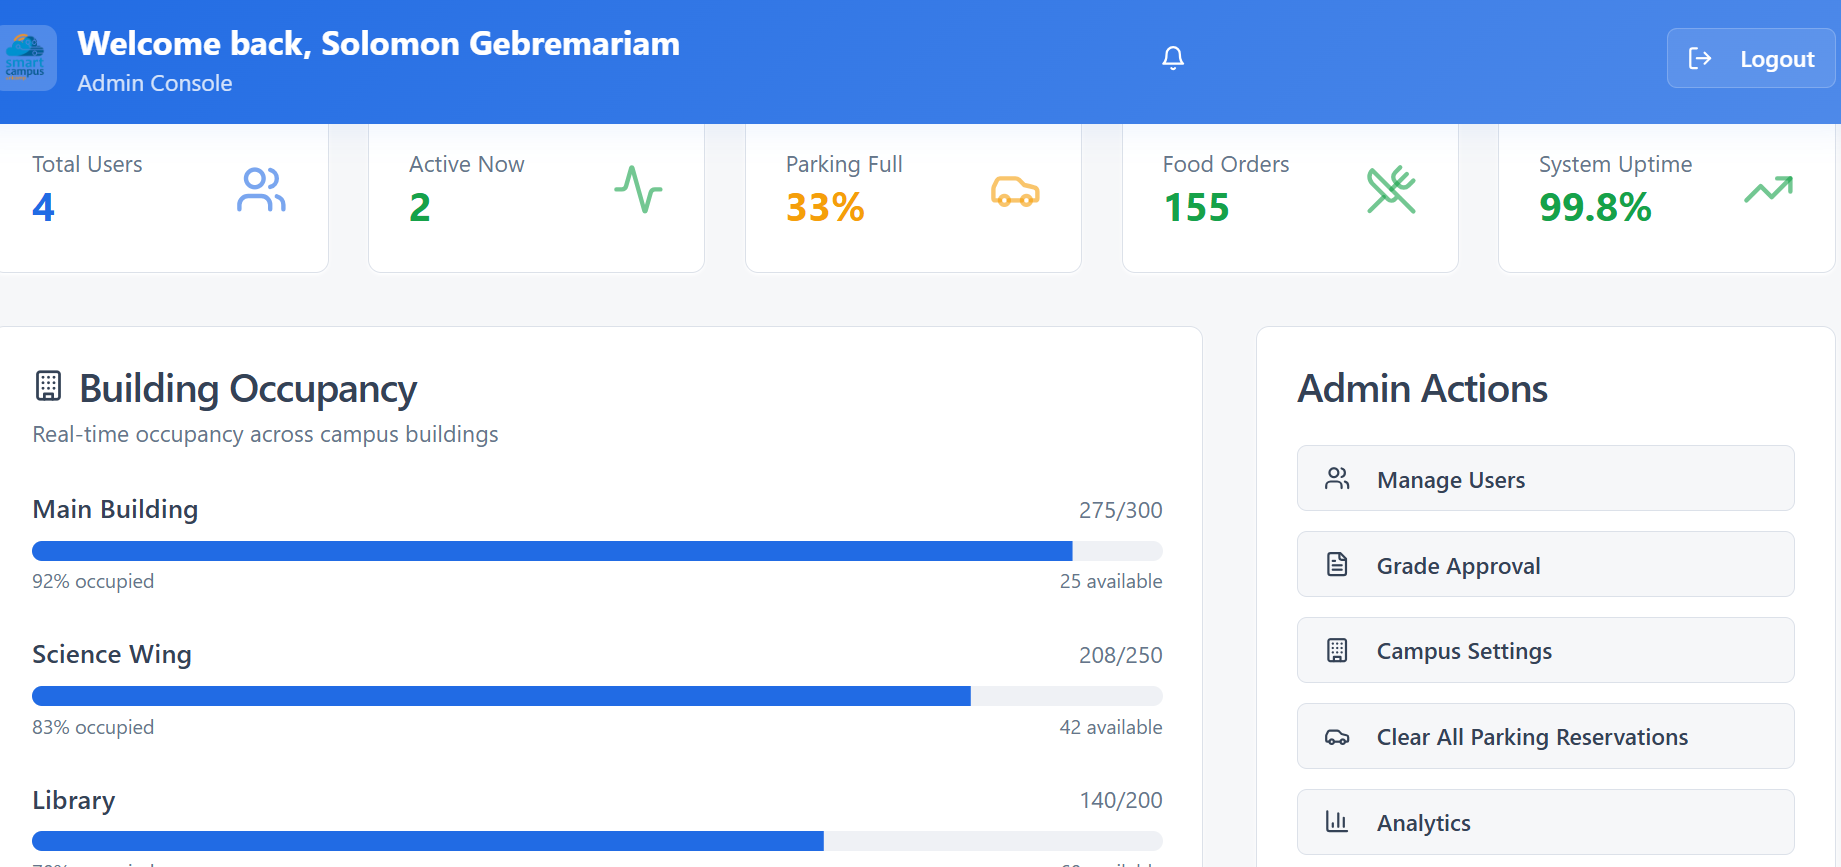 smart
campus
Welcome back, Solomon Gebremariam
Admin Console
Logout
Total Users
4
Active Now
2
Parking Full
33%
Food Orders
155
System Uptime
99.8%
Building Occupancy
Real-time occupancy across campus buildings
Main Building
275/300
92% occupied
25 available
Science Wing
208/250
83% occupied
42 available
Library
140/200
Admin Actions
Manage Users
Grade Approval
Campus Settings
Clear All Parking Reservations
Analytics